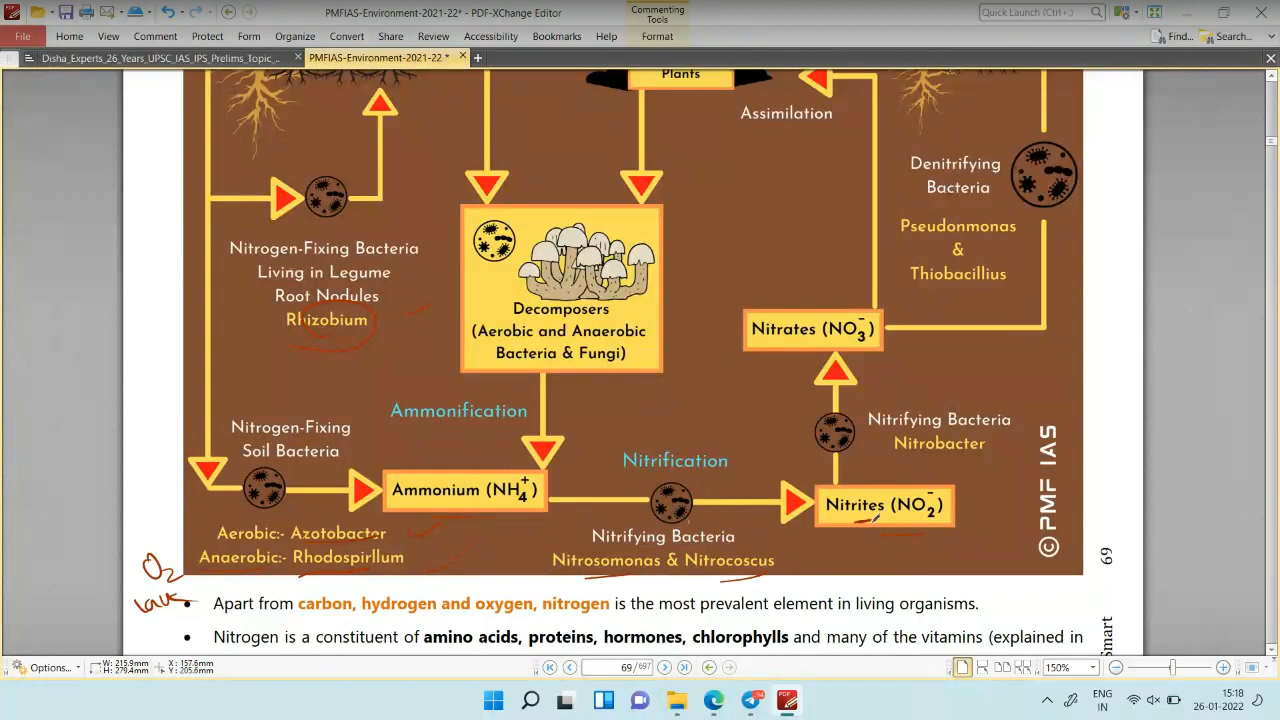 PMFIAS-Environment-2021-22* - PDF-XChange Editor
Commenting
Tools
Quick Launch (Ctrl+.)
File
Home
View
Comment
Protect
Form
Organize
Convert
Share
Review
Accessibility
Bookmarks
Help
Format
Find...
Search...
Disha_Experts_26_Years_UPSC_IAS_IPS_Prelims_Topic_...
PMFIAS-Environment-2021-22 *
Plants
Assimilation
Denitrifying
Bacteria
Pseudonmonas
&
Thiobacillius
Nitrogen-Fixing Bacteria
Living in Legume
Root Nodules
Rhizobium
Decomposers
(Aerobic and Anaerobic
Bacteria & Fungi)
Nitrates (NO3-)
Ammonification
Nitrifying Bacteria
Nitrobacter
Nitrogen-Fixing
Soil Bacteria
Nitrification
Ammonium (NH4+)
Nitrites (NO2-)
Aerobic:- Azotobacter
Anaerobic:- Rhodospirllum
Nitrifying Bacteria
Nitrosomonas & Nitrocoscus
© PMF IAS
69
O2
lack
• Apart from carbon, hydrogen and oxygen, nitrogen is the most prevalent element in living organisms.
• Nitrogen is a constituent of amino acids, proteins, hormones, chlorophylls and many of the vitamins (explained in
Smart
Options...
W: 215.9mm
H: 279.4mm
X: 157.6mm
Y: 205.6mm
69 / 697
150%
94
ENG
IN
15:18
26-01-2022